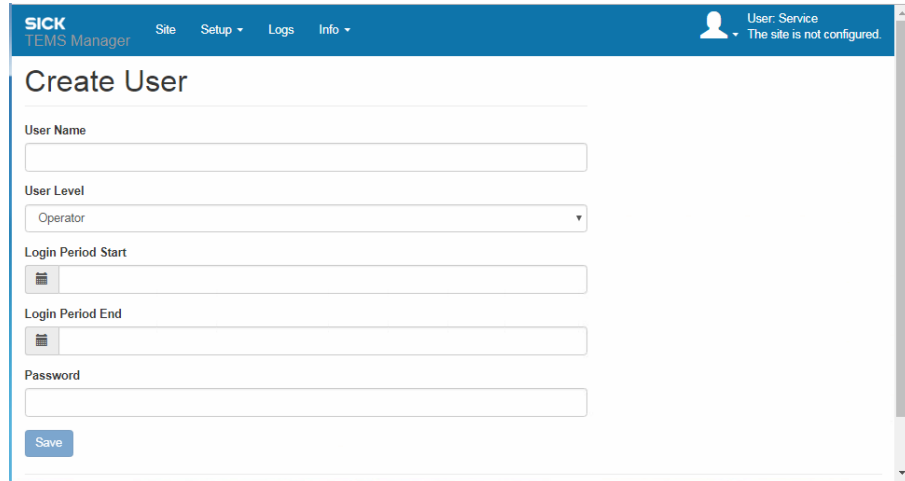 SICK
TEMS Manager
Site
Setup
Logs
Info
User: Service
The site is not configured.
Create User
User Name
User Level
Operator
Login Period Start
Login Period End
Password
Save